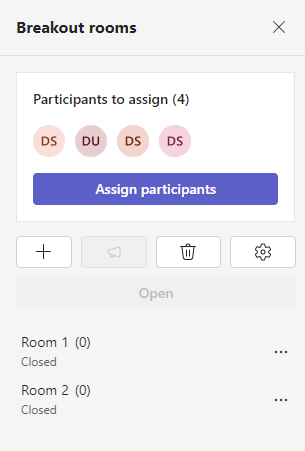 Breakout rooms
Participants to assign (4)
DS DU DS DS
Assign participants
Open
Room 1 (0)
Closed
Room 2 (0)
Closed